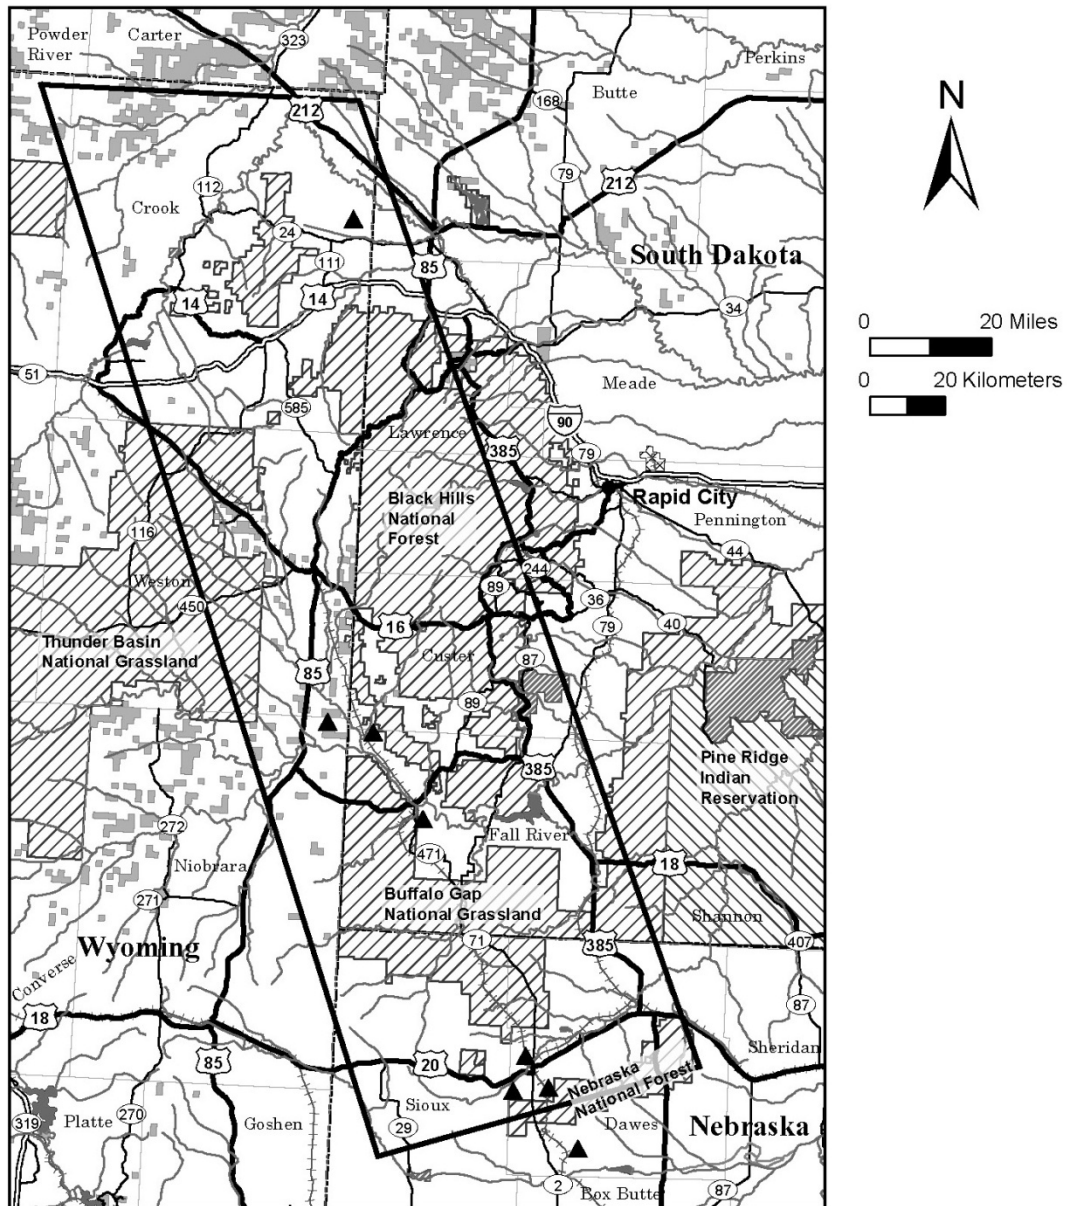 Powder
River
Carter
323
Perkins
N
212
168
Butte
79
212
112
Crook
24
111
South Dakota
85
14
14
34
0 20 Miles
51
Meade
0 20 Kilometers
585
90
Lawrence
385
79
Rapid City
Black Hills
National
Forest
Pennington
116
44
244
Weston
89
36
450
16
79
40
Thunder Basin
National Grassland
Custer
87
85
89
Pine Ridge
Indian
Reservation
385
272
Fall River
471
Niobrara
18
271
Buffalo Gap
National Grassland
Shannon
Wyoming
71
385
407
Converse
18
87
85
20
Sheridan
Nebraska
National Forest
Sioux
319
Platte
270
Goshen
29
Dawes
Nebraska
2
Box Butte
87